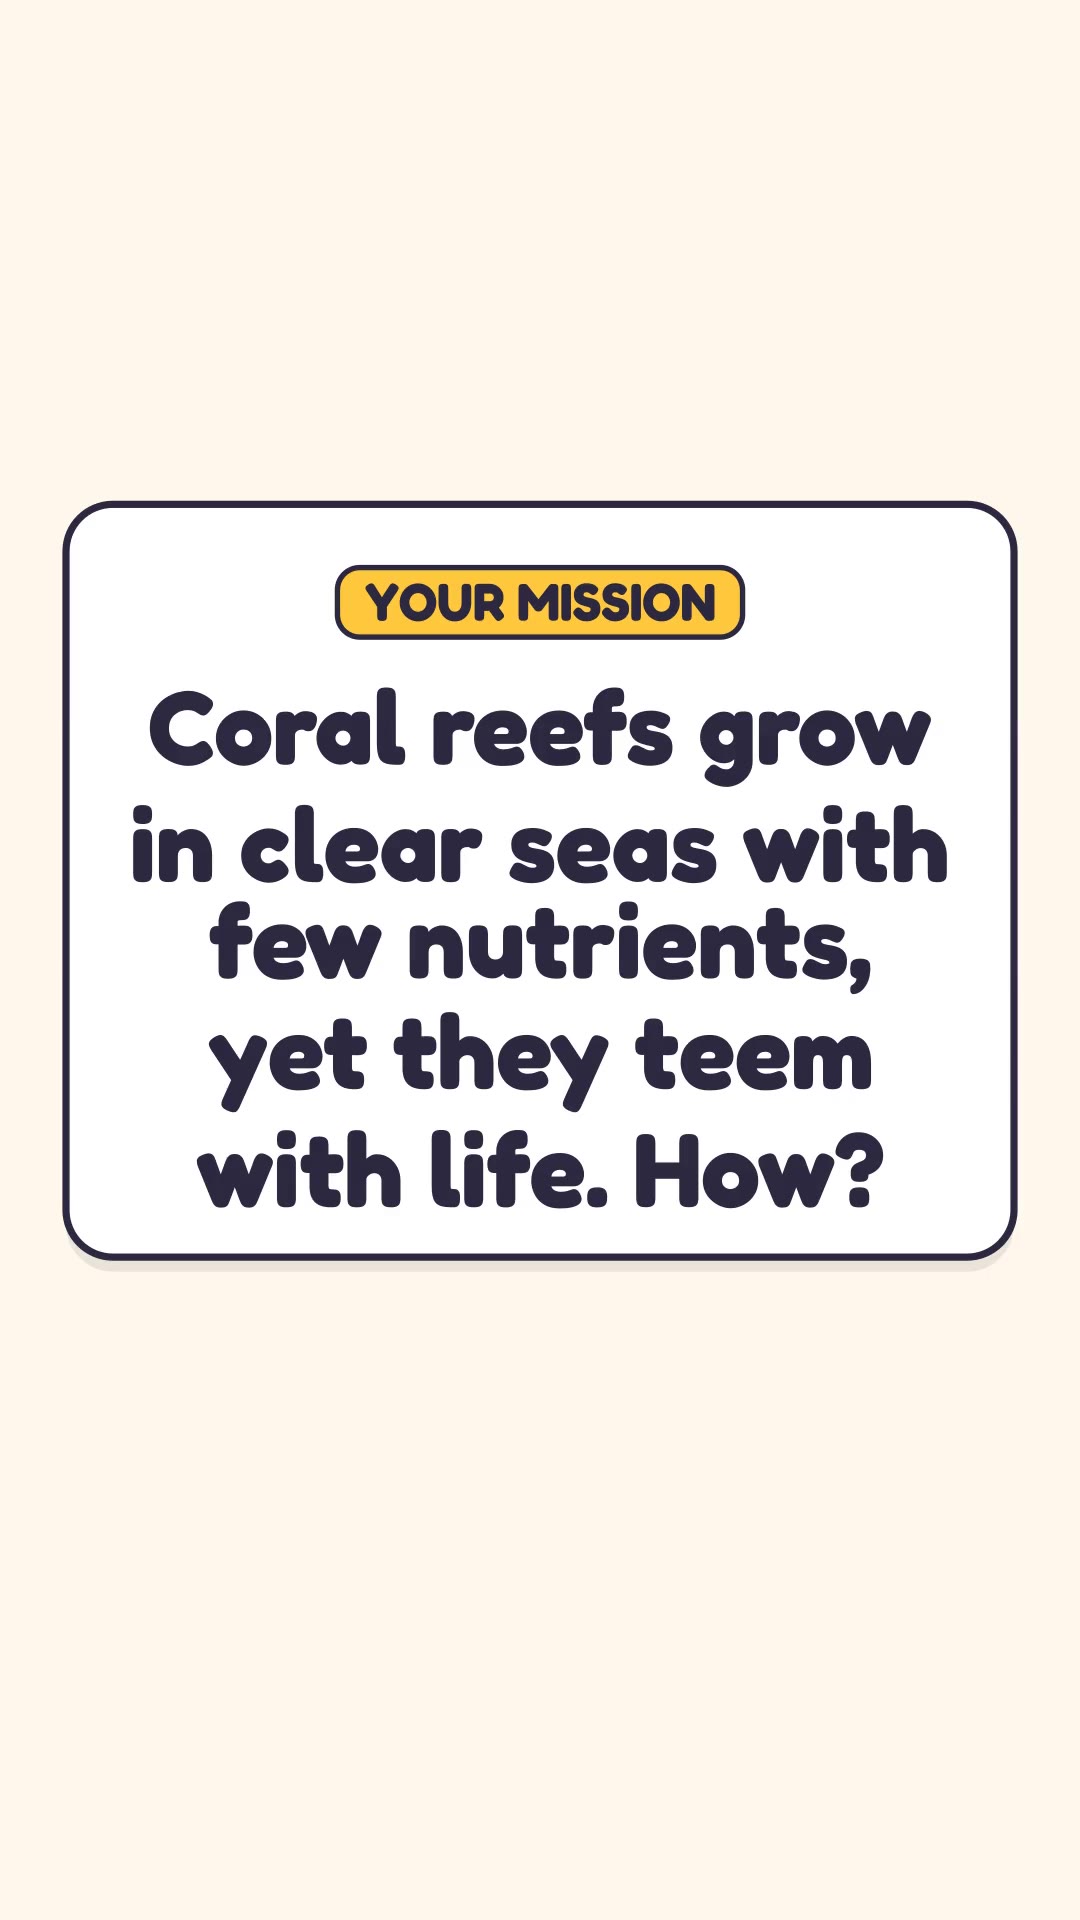 YOUR MISSION
Coral reefs grow
in clear seas with
few nutrients,
yet they teem
with life. How?